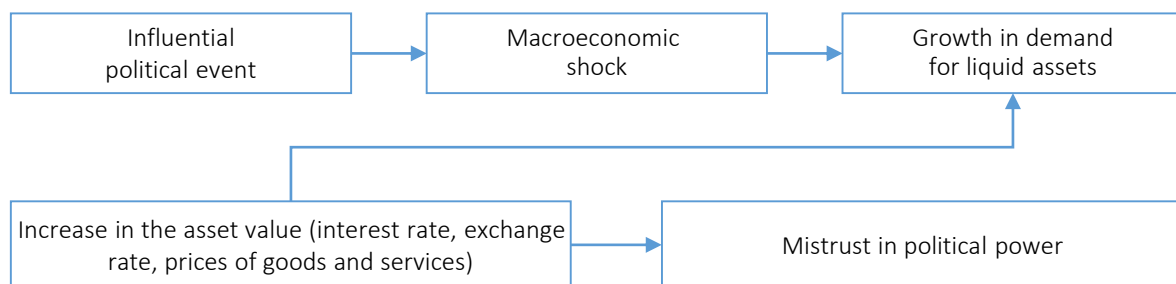 Influential
political event
Macroeconomic
shock
Growth in demand
for liquid assets
Increase in the asset value (interest rate, exchange
rate, prices of goods and services)
Mistrust in political power